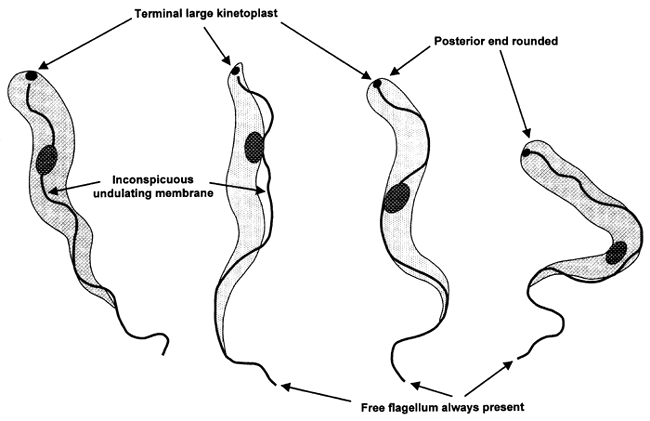 Terminal large kinetoplast
Posterior end rounded
Inconspicuous
undulating membrane
Free flagellum always present